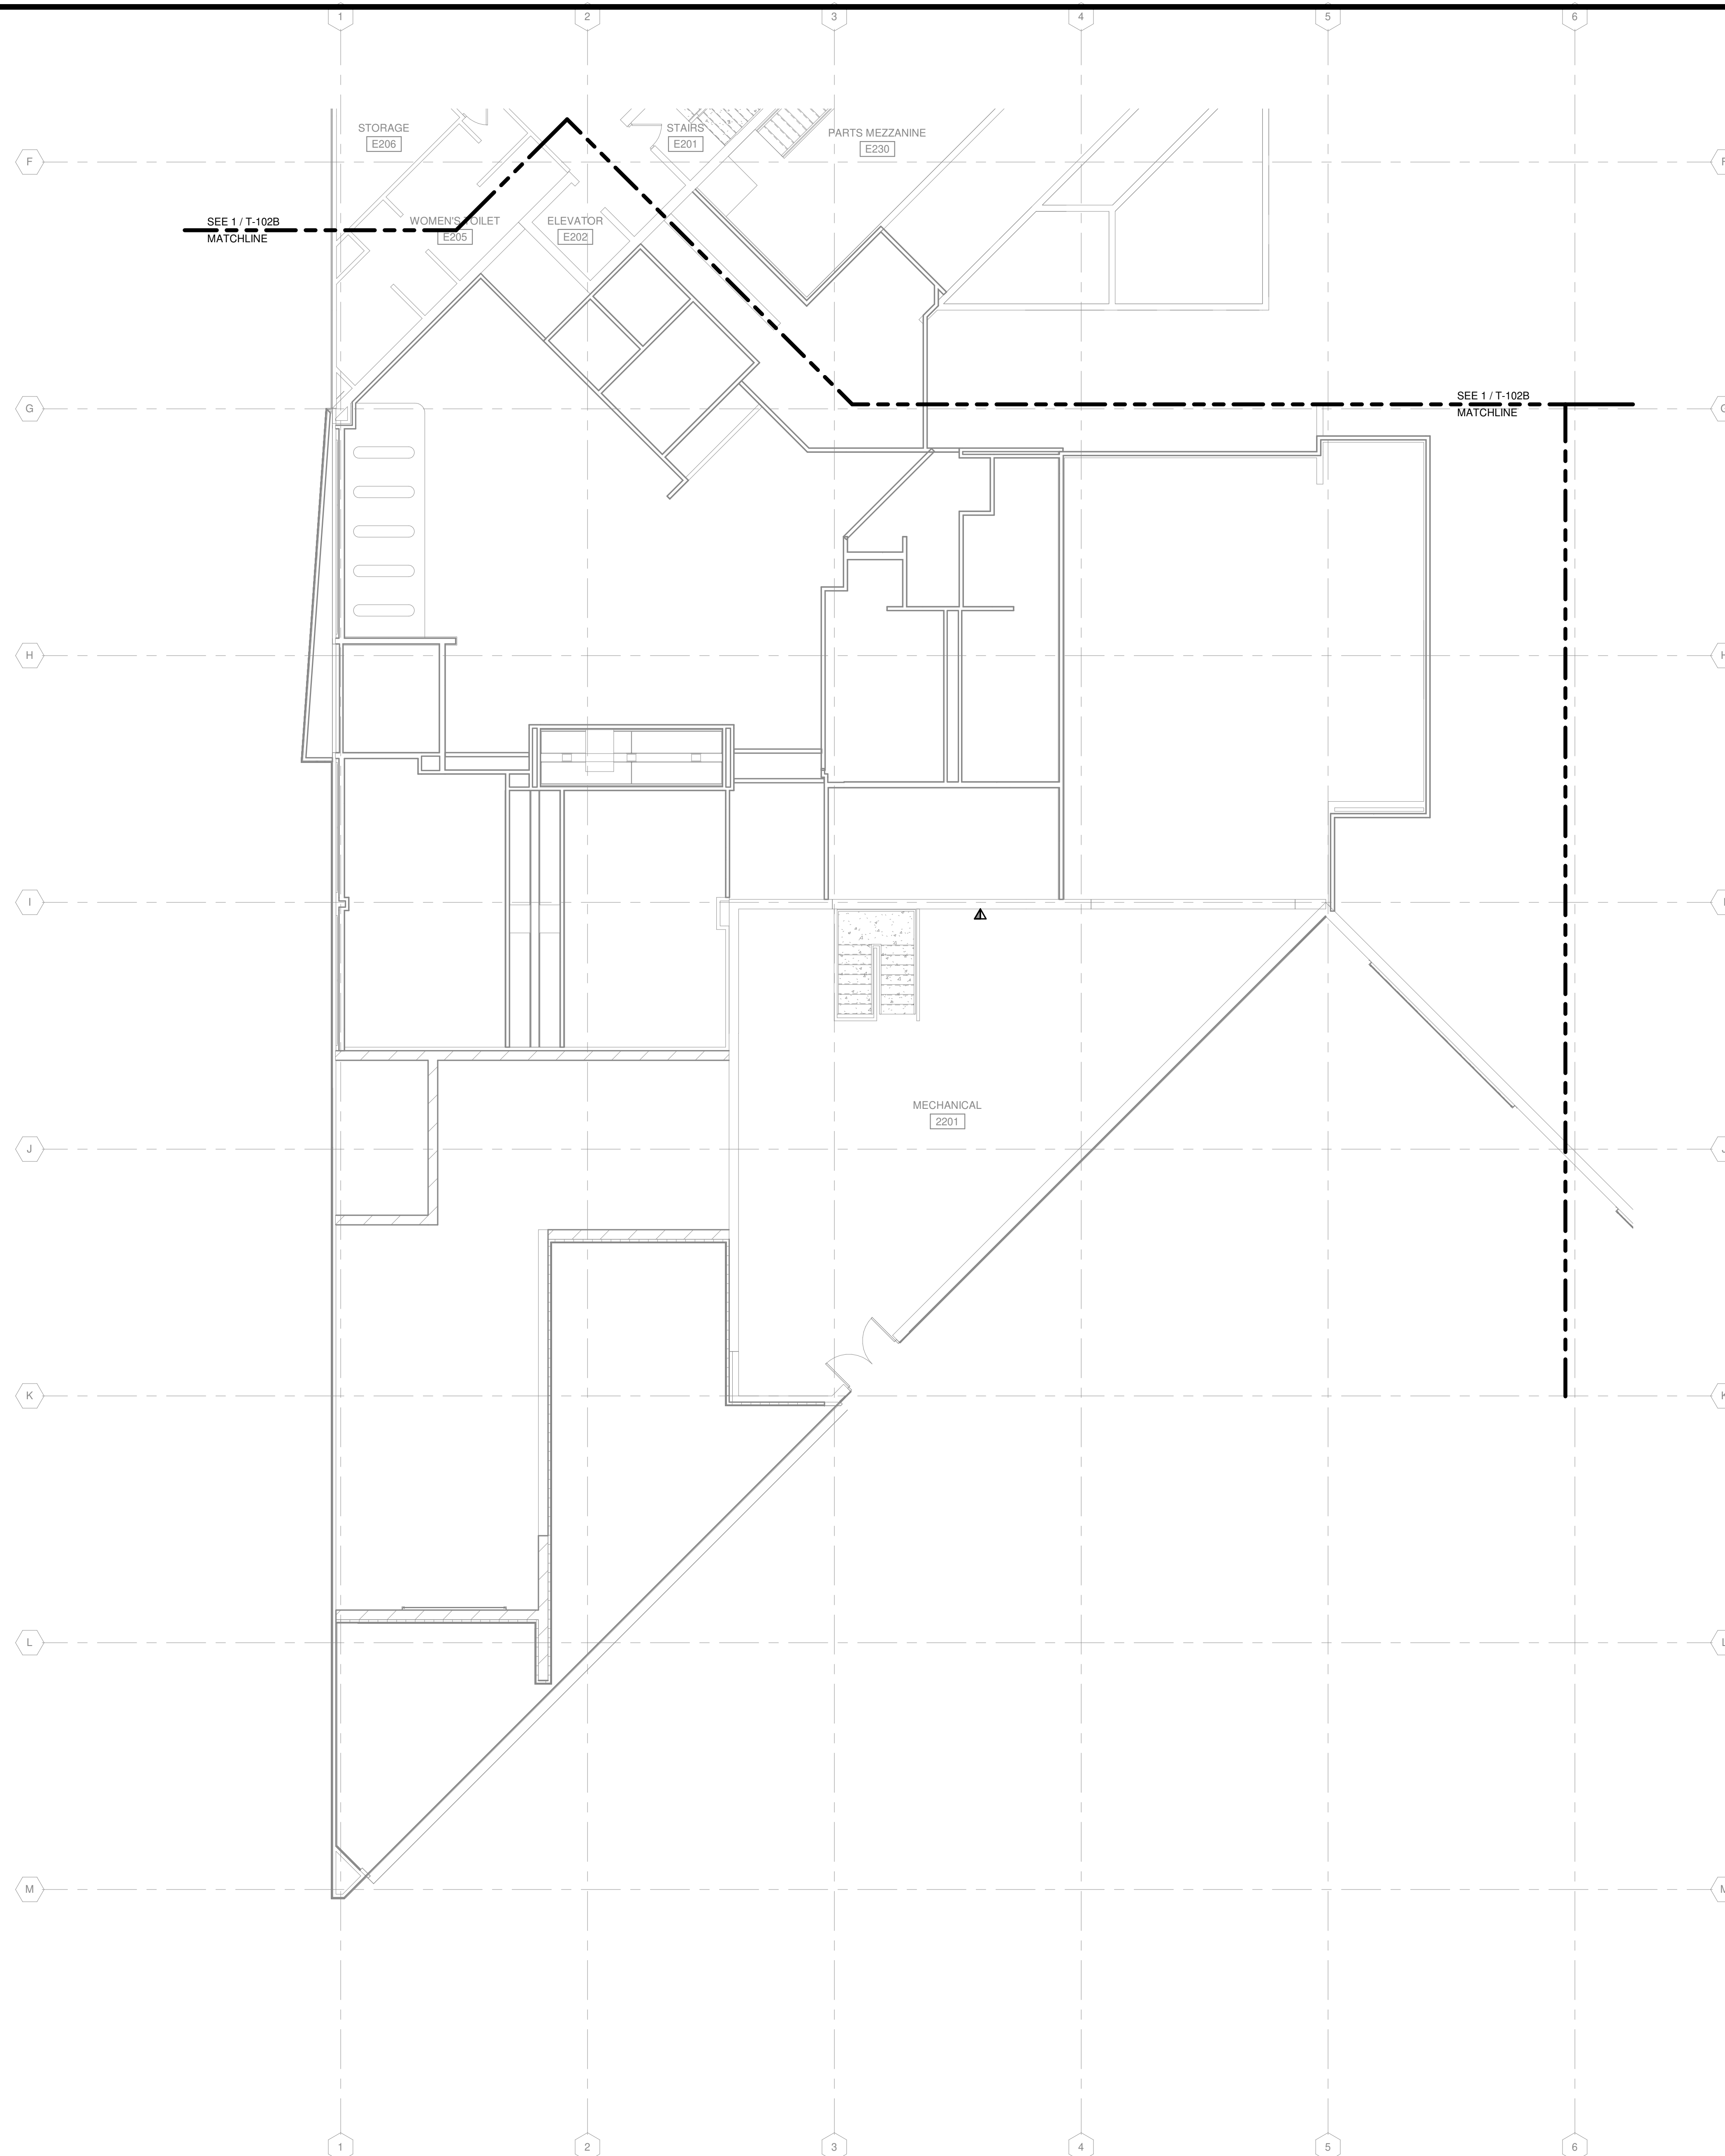 1 2 3 4 5 6
STORAGE
E206
STAIRS
E201
PARTS MEZZANINE
E230
F F
SEE 1 / T-102B
MATCHLINE
WOMEN'S TOILET
E205
ELEVATOR
E202
SEE 1 / T-102B
MATCHLINE
G
H H
I
MECHANICAL
2201
J J
K K
L L
M M
1 2 3 4 5 6